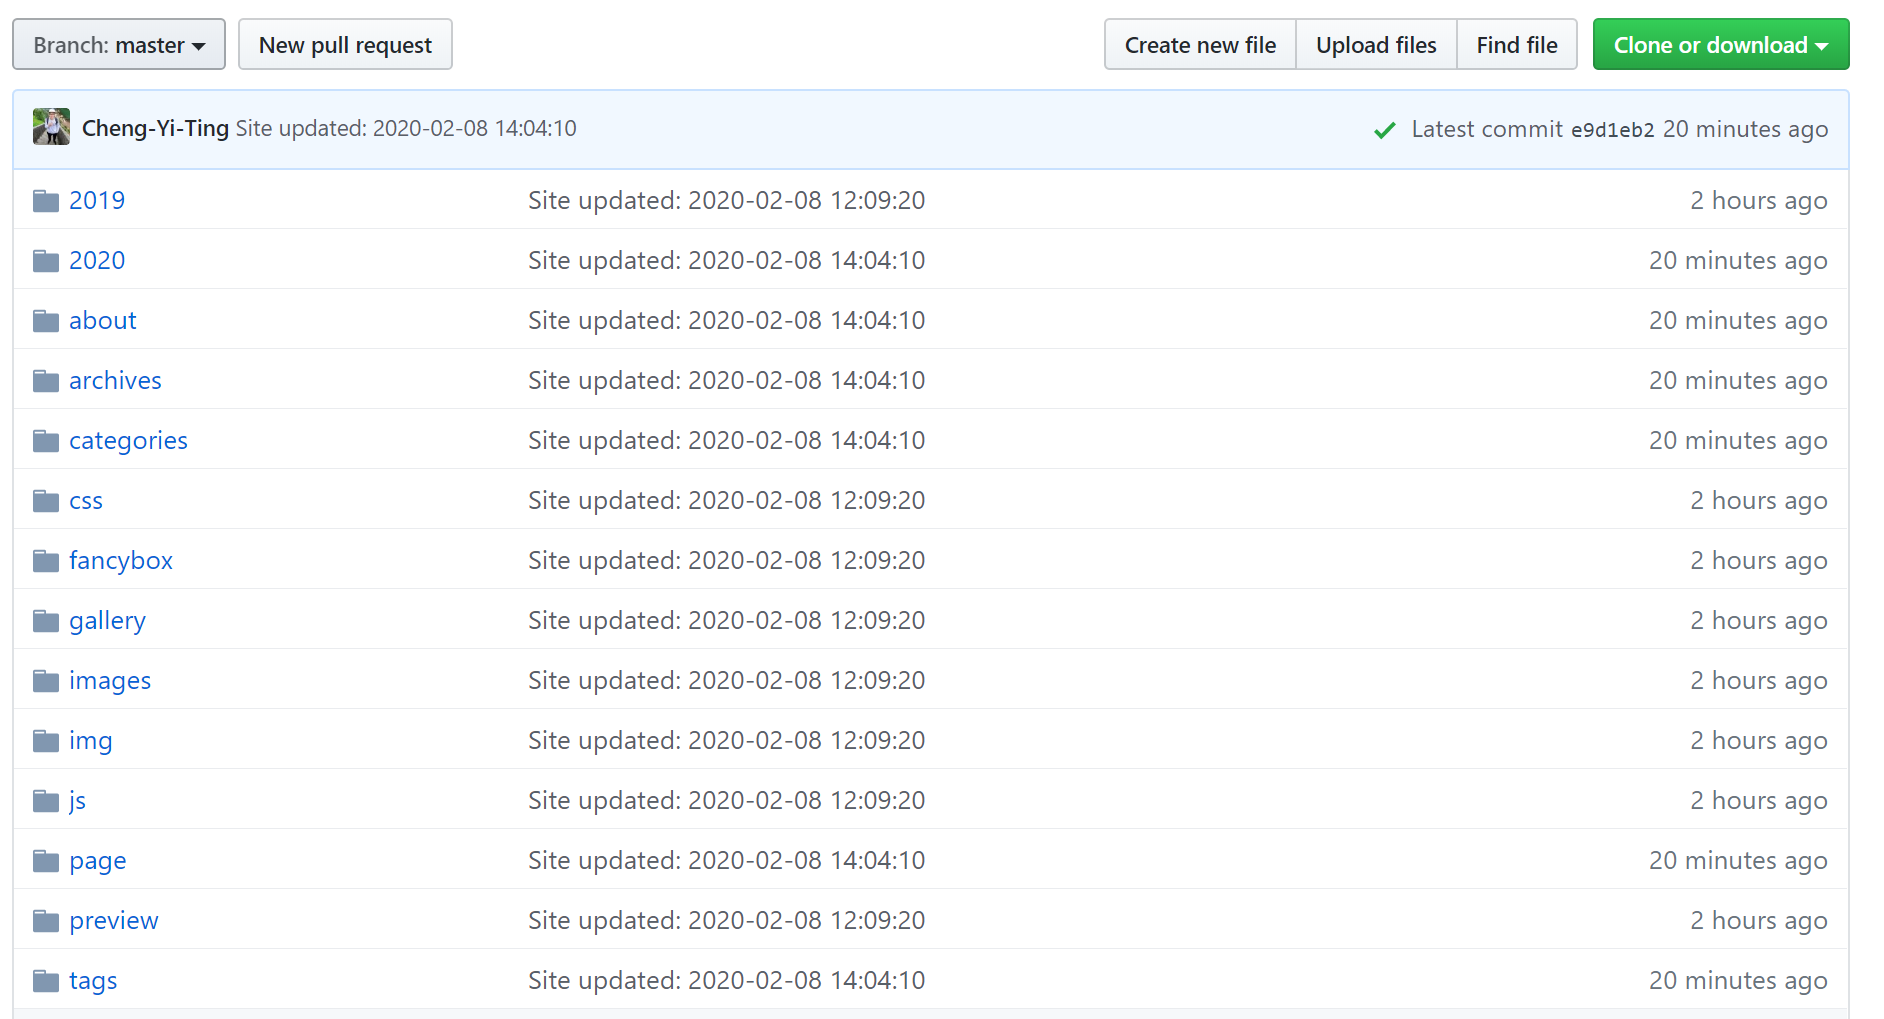 Branch: master New pull request Create new file Upload files Find file Clone or download
Cheng-Yi-Ting Site updated: 2020-02-08 14:04:10 Latest commit e9d1eb2 20 minutes ago
2019 Site updated: 2020-02-08 12:09:20 2 hours ago
2020 Site updated: 2020-02-08 14:04:10 20 minutes ago
about Site updated: 2020-02-08 14:04:10 20 minutes ago
archives Site updated: 2020-02-08 14:04:10 20 minutes ago
categories Site updated: 2020-02-08 14:04:10 20 minutes ago
css Site updated: 2020-02-08 12:09:20 2 hours ago
fancybox Site updated: 2020-02-08 12:09:20 2 hours ago
gallery Site updated: 2020-02-08 12:09:20 2 hours ago
images Site updated: 2020-02-08 12:09:20 2 hours ago
img Site updated: 2020-02-08 12:09:20 2 hours ago
js Site updated: 2020-02-08 12:09:20 2 hours ago
page Site updated: 2020-02-08 14:04:10 20 minutes ago
preview Site updated: 2020-02-08 12:09:20 2 hours ago
tags Site updated: 2020-02-08 14:04:10 20 minutes ago